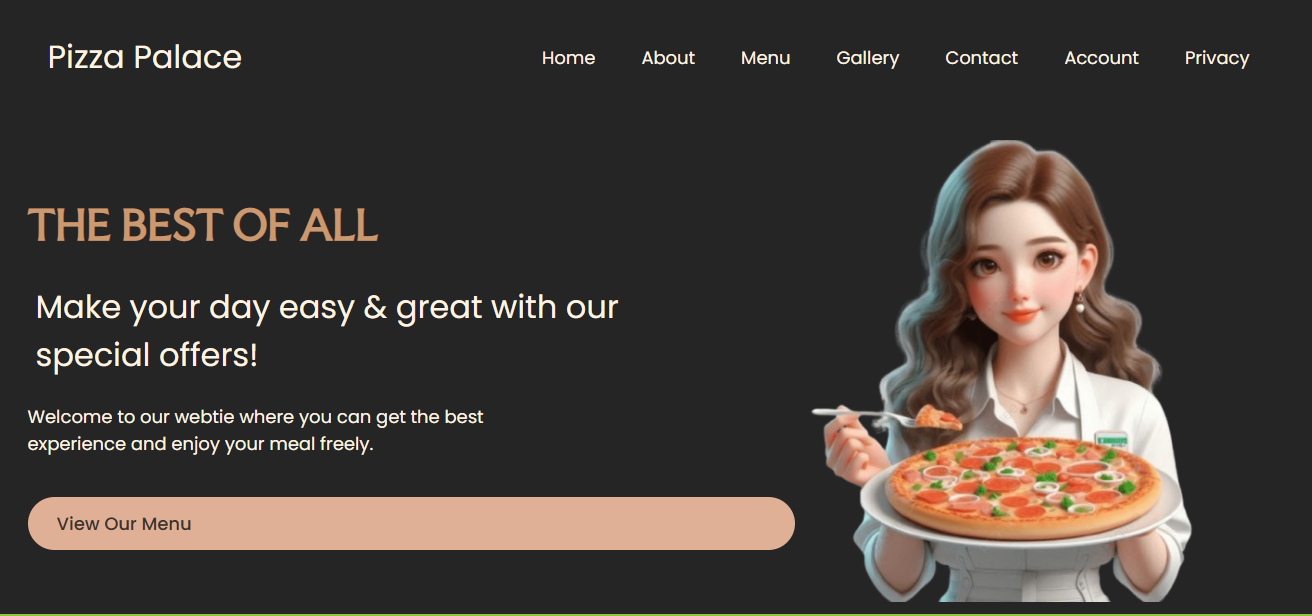 Pizza Palace
Home About Menu Gallery Contact Account Privacy
THE BEST OF ALL
Make your day easy & great with our
special offers!
Welcome to our webtie where you can get the best
experience and enjoy your meal freely.
View Our Menu